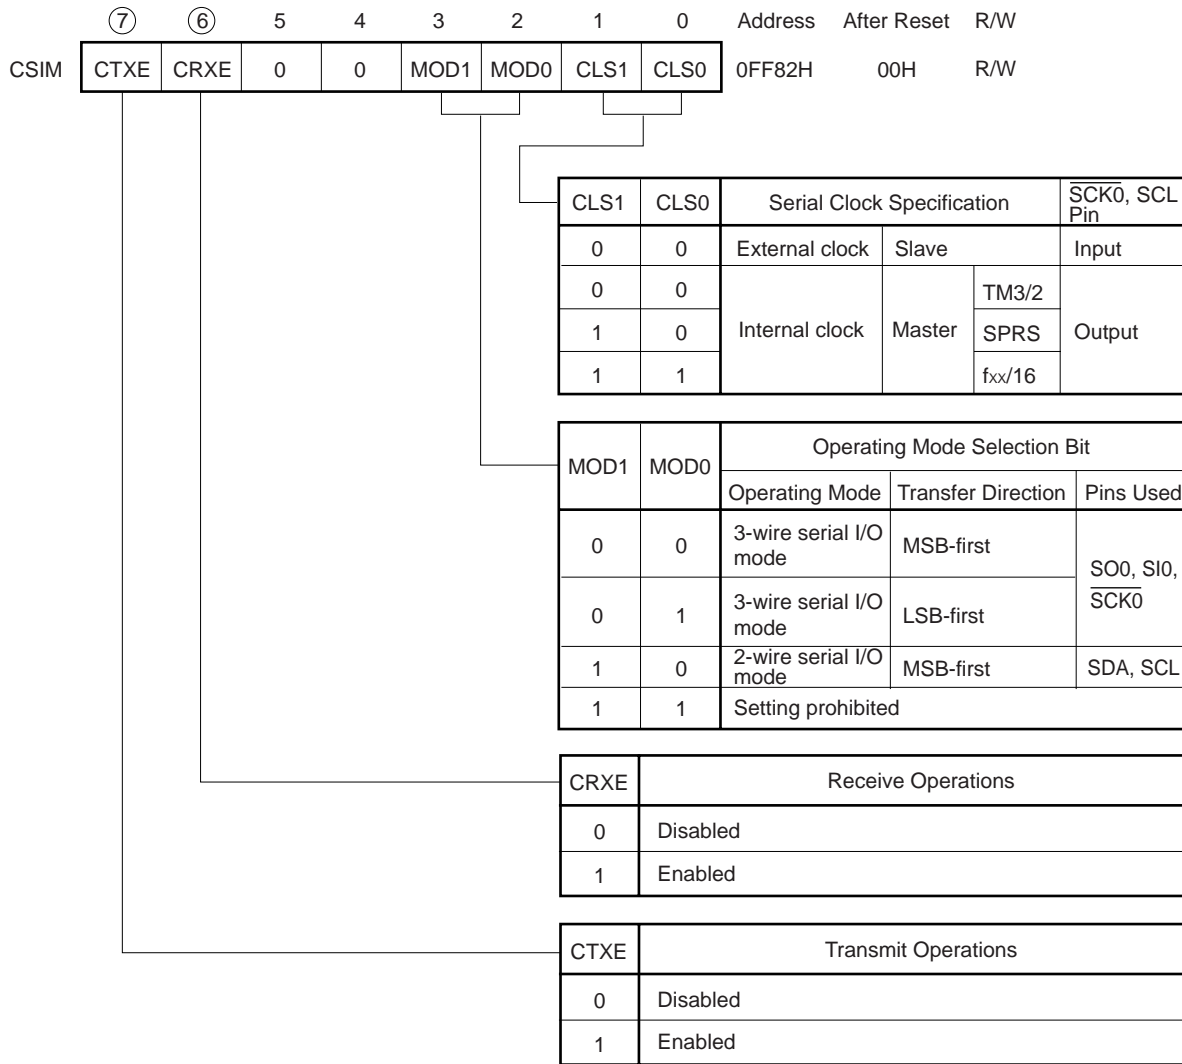 7 6 5 4 3 2 1 0 Address After Reset R/W
CSIM CTXE CRXE 0 0 MOD1 MOD0 CLS1 CLS0 0FF82H 00H R/W
CLS1 CLS0 Serial Clock Specification SCK0, SCL
Pin
0 0 External clock Slave Input
0 0 TM3/2
1 0 Internal clock Master SPRS Output
1 1 fxx/16
MOD1 MOD0 Operating Mode Selection Bit
Operating Mode Transfer Direction Pins Used
0 0 3-wire serial I/O
mode MSB-first
SO0, SI0,
SCK0
0 1 3-wire serial I/O
mode LSB-first
1 0 2-wire serial I/O
mode MSB-first SDA, SCL
1 1 Setting prohibited
CRXE Receive Operations
0 Disabled
1 Enabled
CTXE Transmit Operations
0 Disabled
1 Enabled